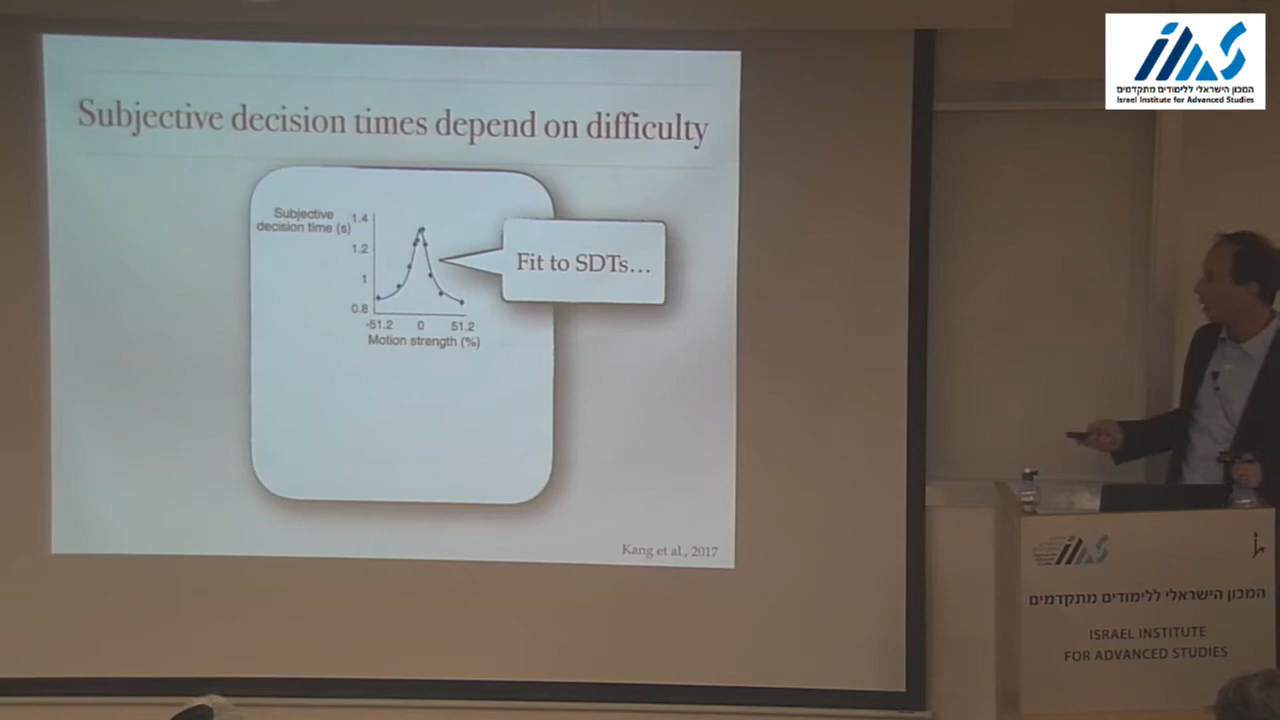 המכון הישראלי ללימודים מתקדמים
Israel Institute for Advanced Studies
Subjective decision times depend on difficulty
Subjective
decision time (s)
1.4
1.2
1
0.8
-51.2 0 51.2
Motion strength (%)
Fit to SDTs...
Kang et al., 2017
המכון הישראלי ללימודים מתקדמים
ISRAEL INSTITUTE
FOR ADVANCED STUDIES